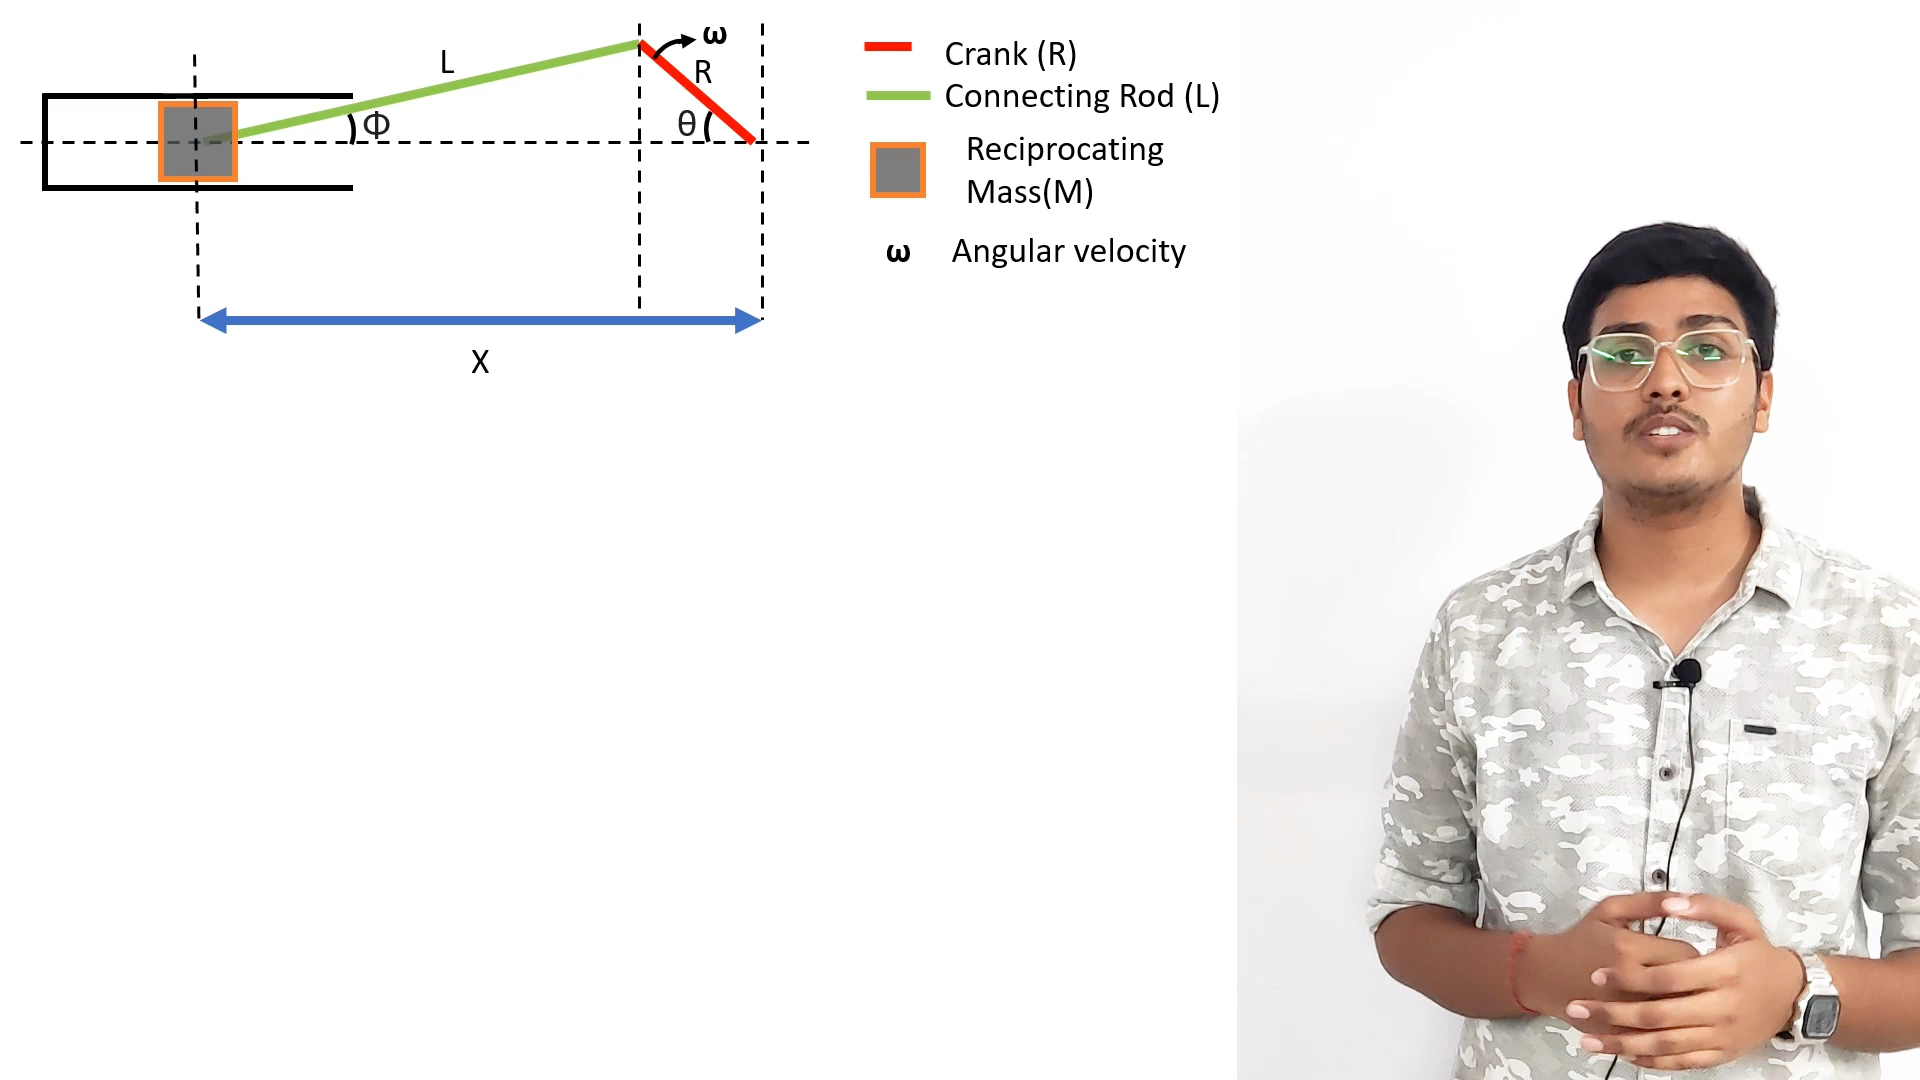 ω
L
R
Φ
θ
X
Crank (R)
Connecting Rod (L)
Reciprocating
Mass(M)
ω Angular velocity